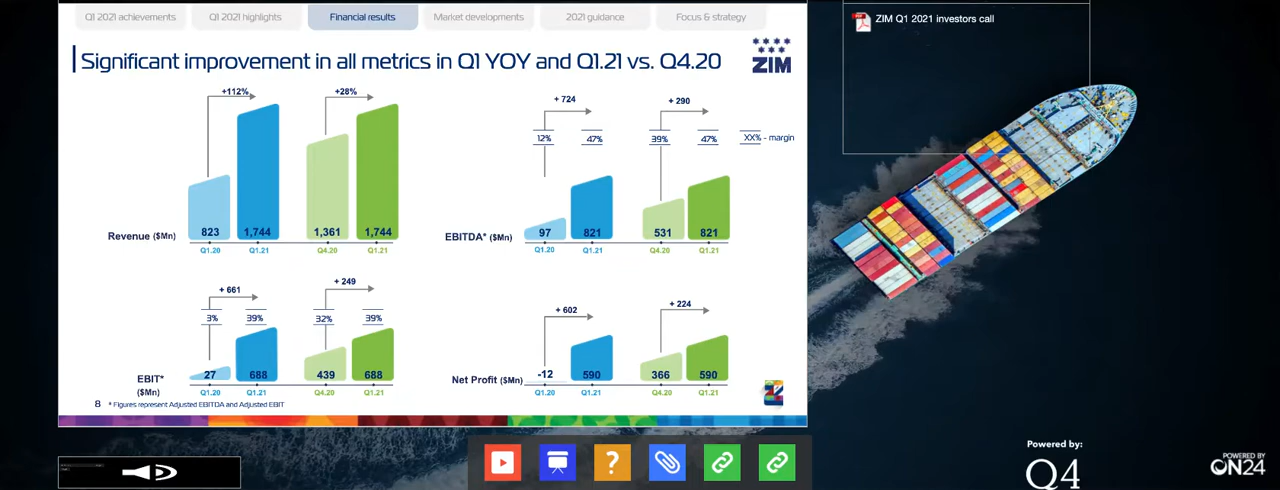 Q1 2021 achievements
Q1 2021 highlights
Financial results
Market developments
2021 guidance
Focus & strategy
ZIM Q1 2021 investors call
Significant improvement in all metrics in Q1 YOY and Q1.21 vs. Q4.20
ZIM
+112%
+28%
Revenue ($Mn)
823
1,744
1,361
1,744
Q1.20
Q1.21
Q4.20
Q1.21
+ 724
+ 290
12%
47%
39%
47%
XX% - margin
EBITDA* ($Mn)
97
821
531
821
Q1.20
Q1.21
Q4.20
Q1.21
+ 661
+ 249
3%
39%
32%
39%
EBIT*
($Mn)
27
688
439
688
Q1.20
Q1.21
Q4.20
Q1.21
+ 602
+ 224
Net Profit ($Mn)
-12
590
366
590
Q1.20
Q1.21
Q4.20
Q1.21
8 * Figures represent Adjusted EBITDA and Adjusted EBIT
Powered by:
Q4
POWERED BY
ON24